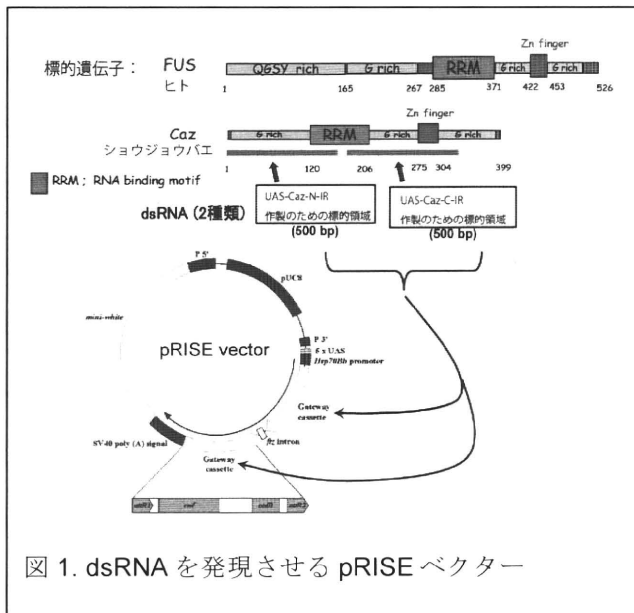 標的遺伝子： FUS
ヒト
Zn finger
QGSY rich G rich RRM G rich G rich
1 165 267 285 371 422 453 526
Caz
ショウジョウバエ
Zn finger
G rich RRM G rich G rich
1 120 206 275 304 399
RRM； RNA binding motif
dsRNA (2種類)
UAS-Caz-N-IR
作製のための標的領域
(500 bp)
UAS-Caz-C-IR
作製のための標的領域
(500 bp)
P 5'
pUC8
mini-white
pRISE vector
P 3'
6 x UAS
Hsp70Bb promoter
Gateway
cassette
ftz intron
SV40 poly (A) signal
Gateway
cassette
図 1. dsRNA を発現させる pRISE ベクター